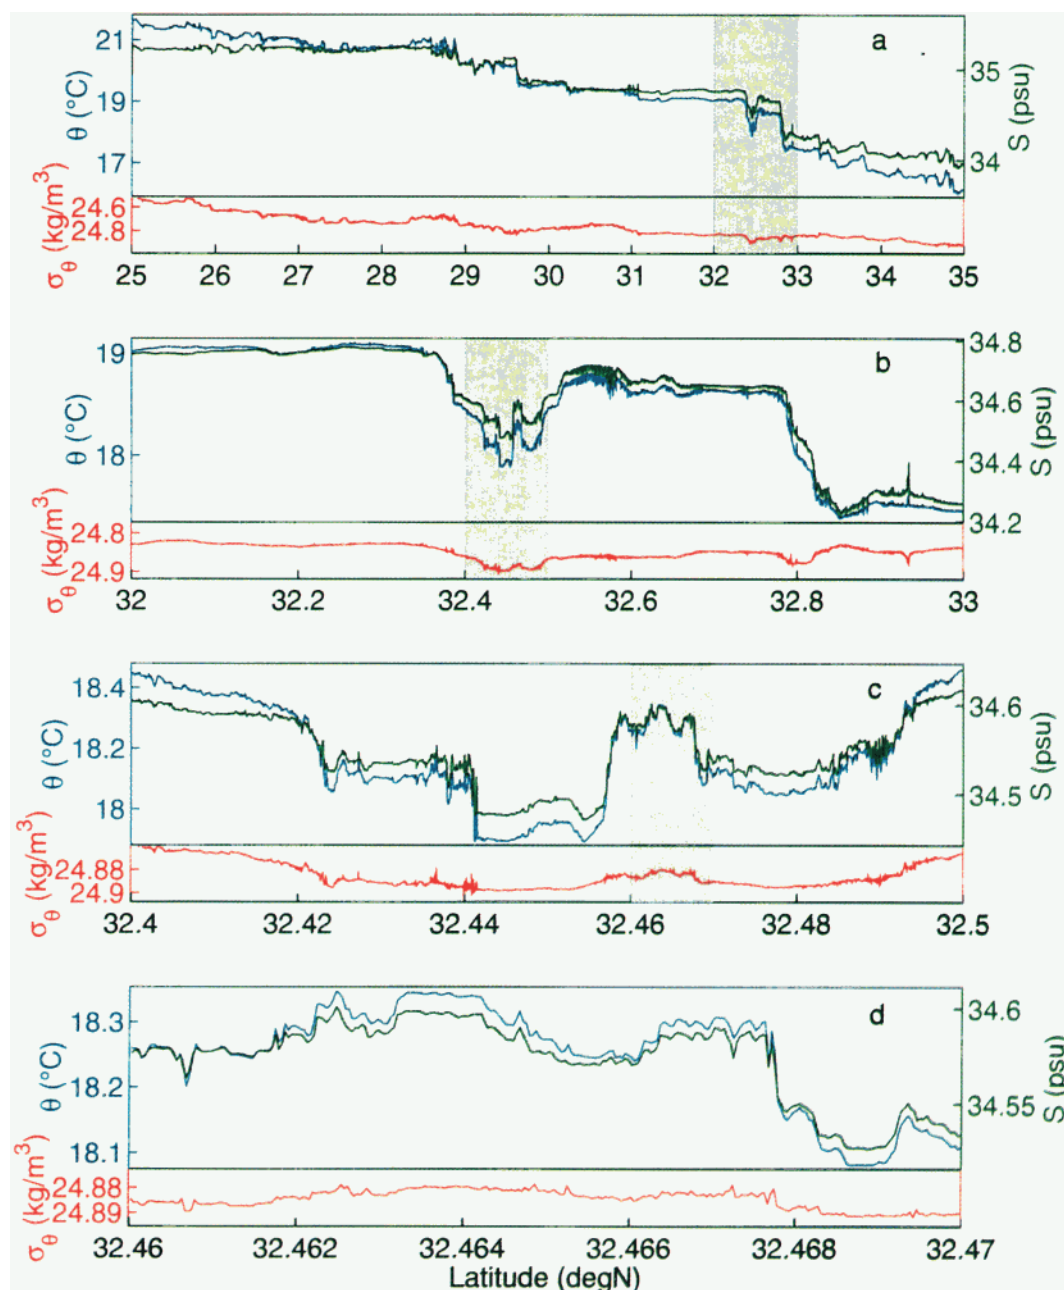 a
21
19
17
θ (°C)
35
34
S (psu)
24.6
24.8
σθ (kg/m3)
25 26 27 28 29 30 31 32 33 34 35
b
19
18
θ (°C)
34.8
34.6
34.4
34.2
S (psu)
24.8
24.9
σθ (kg/m3)
32 32.2 32.4 32.6 32.8 33
c
18.4
18.2
18
θ (°C)
34.6
34.5
S (psu)
24.88
24.9
σθ (kg/m3)
32.4 32.42 32.44 32.46 32.48 32.5
d
18.3
18.2
18.1
θ (°C)
34.6
34.55
S (psu)
24.88
24.89
σθ (kg/m3)
32.46 32.462 32.464 32.466 32.468 32.47
Latitude (degN)